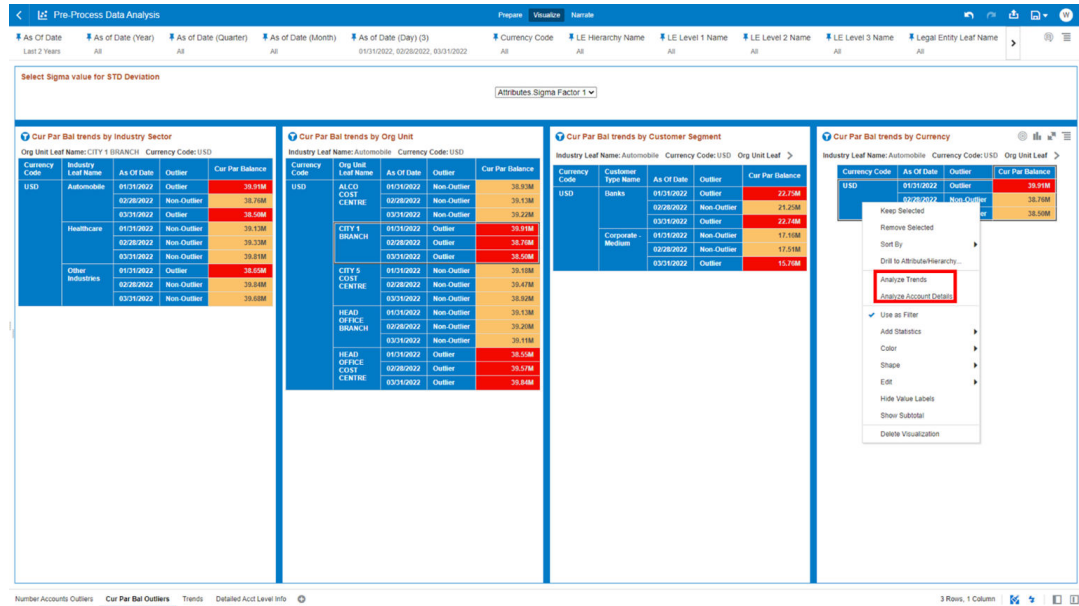 Pre-Process Data Analysis
Prepare Visualize Narrate
W
As Of Date As of Date (Year) As of Date (Quarter) As of Date (Month) As of Date (Day) (3) Currency Code LE Hierarchy Name LE Level 1 Name LE Level 2 Name LE Level 3 Name Legal Entity Leaf Name
Last 2 Years All All All 01/31/2022, 02/28/2022, 03/31/2022 All All All All All All
Select Sigma value for STD Deviation
Attributes.Sigma Factor 1
Cur Par Bal trends by Industry Sector
Org Unit Leaf Name: CITY 1 BRANCH Currency Code: USD
Currency Code Industry Leaf Name As Of Date Outlier Cur Par Balance
USD Automobile 01/31/2022 Outlier 39.91M
02/28/2022 Non-Outlier 38.76M
03/31/2022 Outlier 38.50M
Healthcare 01/31/2022 Non-Outlier 39.13M
02/28/2022 Non-Outlier 39.33M
03/31/2022 Non-Outlier 39.81M
Other Industries 01/31/2022 Outlier 38.65M
02/28/2022 Non-Outlier 39.84M
03/31/2022 Non-Outlier 39.68M
Cur Par Bal trends by Org Unit
Industry Leaf Name: Automobile Currency Code: USD
Currency Code Org Unit Leaf Name As Of Date Outlier Cur Par Balance
USD ALCO COST CENTRE 01/31/2022 Non-Outlier 38.93M
02/28/2022 Non-Outlier 39.13M
03/31/2022 Non-Outlier 39.22M
CITY 1 BRANCH 01/31/2022 Outlier 39.91M
02/28/2022 Outlier 38.76M
03/31/2022 Outlier 38.50M
CITY 5 COST CENTRE 01/31/2022 Non-Outlier 39.18M
02/28/2022 Non-Outlier 39.47M
03/31/2022 Non-Outlier 38.92M
HEAD OFFICE BRANCH 01/31/2022 Non-Outlier 39.13M
02/28/2022 Non-Outlier 39.20M
03/31/2022 Non-Outlier 39.11M
HEAD OFFICE COST CENTRE 01/31/2022 Outlier 38.55M
02/28/2022 Outlier 39.57M
03/31/2022 Outlier 39.84M
Cur Par Bal trends by Customer Segment
Industry Leaf Name: Automobile Currency Code: USD Org Unit Leaf
Currency Code Customer Type Name As Of Date Outlier Cur Par Balance
USD Banks 01/31/2022 Outlier 22.75M
02/28/2022 Non-Outlier 21.25M
03/31/2022 Outlier 22.74M
Corporate - Medium 01/31/2022 Non-Outlier 17.16M
02/28/2022 Non-Outlier 17.51M
03/31/2022 Outlier 15.76M
Cur Par Bal trends by Currency
Industry Leaf Name: Automobile Currency Code: USD Org Unit Leaf
Currency Code As Of Date Outlier Cur Par Balance
USD 01/31/2022 Outlier 39.91M
02/28/2022 Non-Outlier 38.76M
38.50M
Keep Selected
Remove Selected
Sort By
Drill to Attribute/Hierarchy...
Analyze Trends
Analyze Account Details
Use as Filter
Add Statistics
Color
Shape
Edit
Hide Value Labels
Show Subtotal
Delete Visualization
Number Accounts Outliers Cur Par Bal Outliers Trends Detailed Acct Level Info
3 Rows, 1 Column